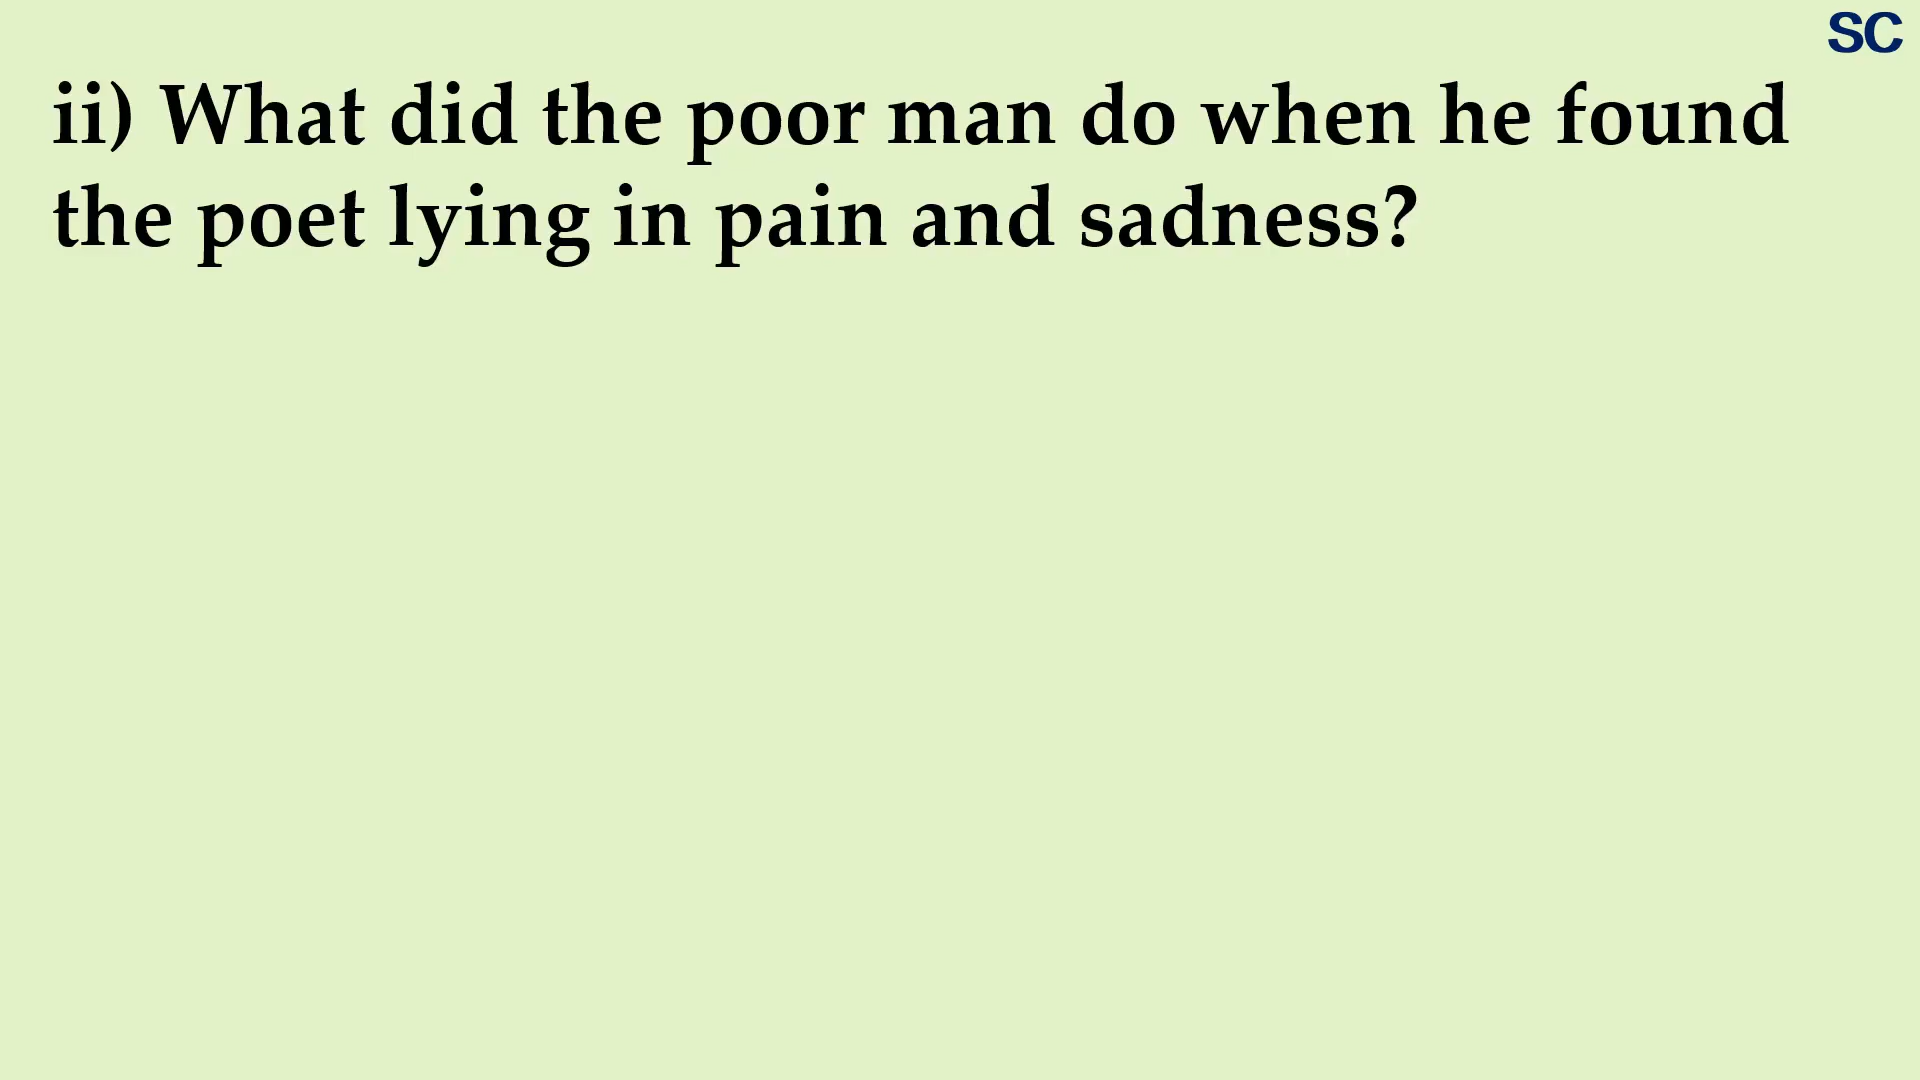 SC
ii) What did the poor man do when he found
the poet lying in pain and sadness?